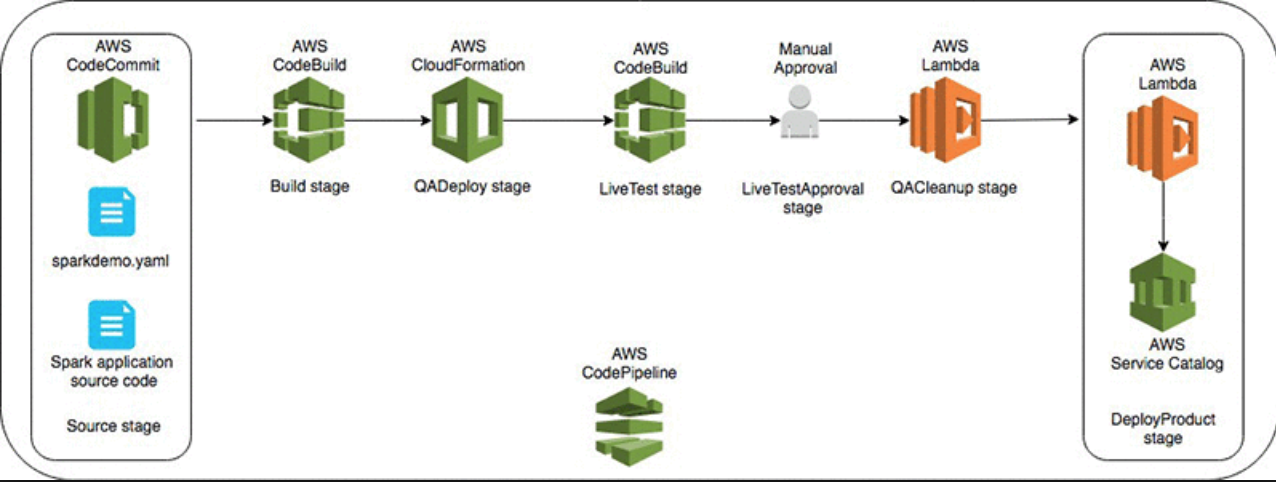 AWS
CodeCommit
sparkdemo.yaml
Spark application
source code
Source stage
AWS
CodeBuild
Build stage
AWS
CloudFormation
QADeploy stage
AWS
CodeBuild
LiveTest stage
Manual
Approval
LiveTestApproval
stage
AWS
Lambda
QACleanup stage
AWS
Lambda
AWS
Service Catalog
DeployProduct
stage
AWS
CodePipeline